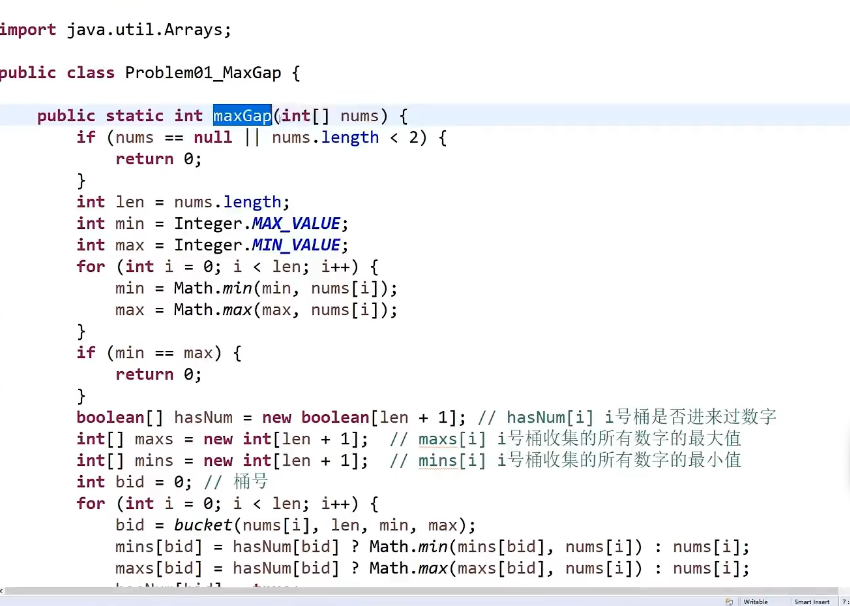 import java.util.Arrays;
public class Problem01_MaxGap {
public static int maxGap(int[] nums) {
if (nums == null || nums.length < 2) {
return 0;
}
int len = nums.length;
int min = Integer.MAX_VALUE;
int max = Integer.MIN_VALUE;
for (int i = 0; i < len; i++) {
min = Math.min(min, nums[i]);
max = Math.max(max, nums[i]);
}
if (min == max) {
return 0;
}
boolean[] hasNum = new boolean[len + 1]; // hasNum[i] i号桶是否进来过数字
int[] maxs = new int[len + 1];  // maxs[i] i号桶收集的所有数字的最大值
int[] mins = new int[len + 1];  // mins[i] i号桶收集的所有数字的最小值
int bid = 0; // 桶号
for (int i = 0; i < len; i++) {
bid = bucket(nums[i], len, min, max);
mins[bid] = hasNum[bid] ? Math.min(mins[bid], nums[i]) : nums[i];
maxs[bid] = hasNum[bid] ? Math.max(maxs[bid], nums[i]) : nums[i];
Writable Smart Insert